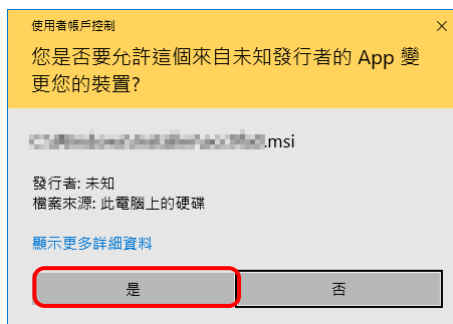 使用者帳戶控制
您是否要允許這個來自未知發行者的 App 變
更您的裝置?
.msi
發行者: 未知
檔案來源: 此電腦上的硬碟
顯示更多詳細資料
是
否